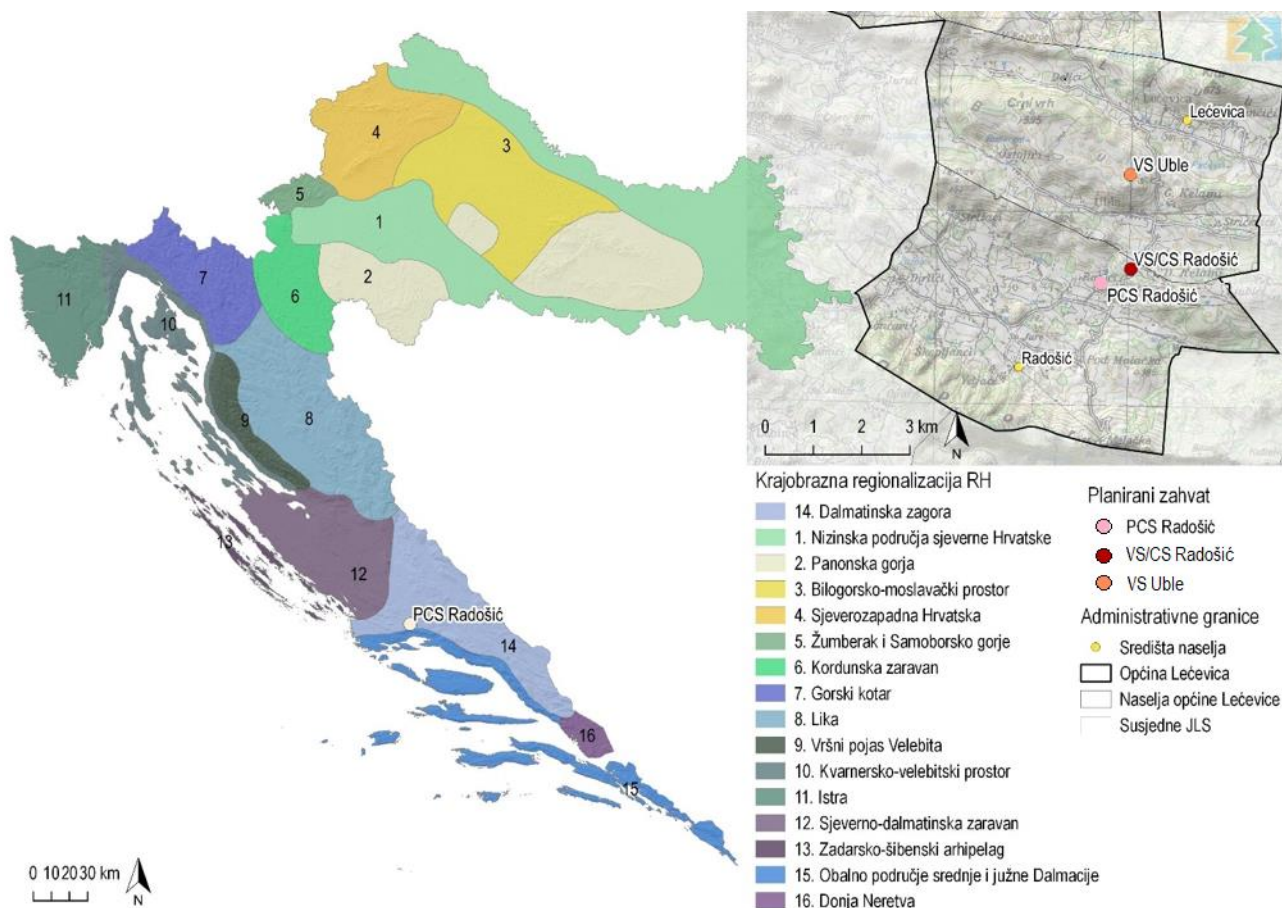 4
3
5
1
2
7
6
11
10
8
9
13
12
PCS Radošić
14
16
15
0 10 20 30 km
N
Crni vrh
Lećevica
VS Uble
VS/CS Radošić
PCS Radošić
Radošić
0 1 2 3 km
N
Krajobrazna regionalizacija RH
14. Dalmatinska zagora
1. Nizinska područja sjeverne Hrvatske
2. Panonska gorja
3. Bilogorsko-moslavački prostor
4. Sjeverozapadna Hrvatska
5. Žumberak i Samoborsko gorje
6. Kordunska zaravan
7. Gorski kotar
8. Lika
9. Vršni pojas Velebita
10. Kvarnersko-velebitski prostor
11. Istra
12. Sjeverno-dalmatinska zaravan
13. Zadarsko-šibenski arhipelag
15. Obalno područje srednje i južne Dalmacije
16. Donja Neretva
Planirani zahvat
PCS Radošić
VS/CS Radošić
VS Uble
Administrativne granice
Središta naselja
Općina Lećevica
Naselja općine Lećevice
Susjedne JLS